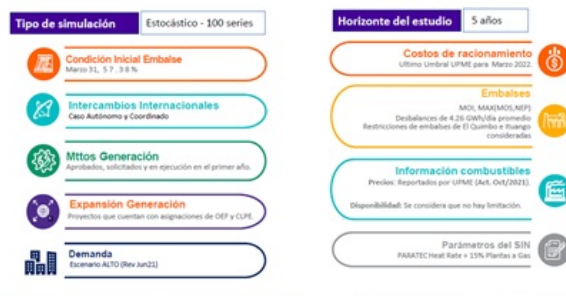 Tipo de simulación
Estocástico - 100 series
Condición Inicial Embalse
Marzo 31, 57.38 %
Intercambios Internacionales
Caso Autónomo y Coordinado
Mttos Generación
Aprobados, solicitados y en ejecución en el primer año.
Expansión Generación
Proyectos que cuentan con asignaciones de OEF y CLPE.
Demanda
Escenario ALTO (Rev Jun21)
Horizonte del estudio
5 años
Costos de racionamiento
Ultimo Umbral UPME para Marzo 2022.
Embalses
MOI, MAX(MOS,NEP)
Desbalances de 4.26 GWh/día promedio
Restricciones de embalses de El Quimbo e Ituango
consideradas
Información combustibles
Precios: Reportados por UPME (Act. Oct/2021).
Disponibilidad: Se considera que no hay limitación.
Parámetros del SIN
PARATEC Heat Rate + 15% Plantas a Gas